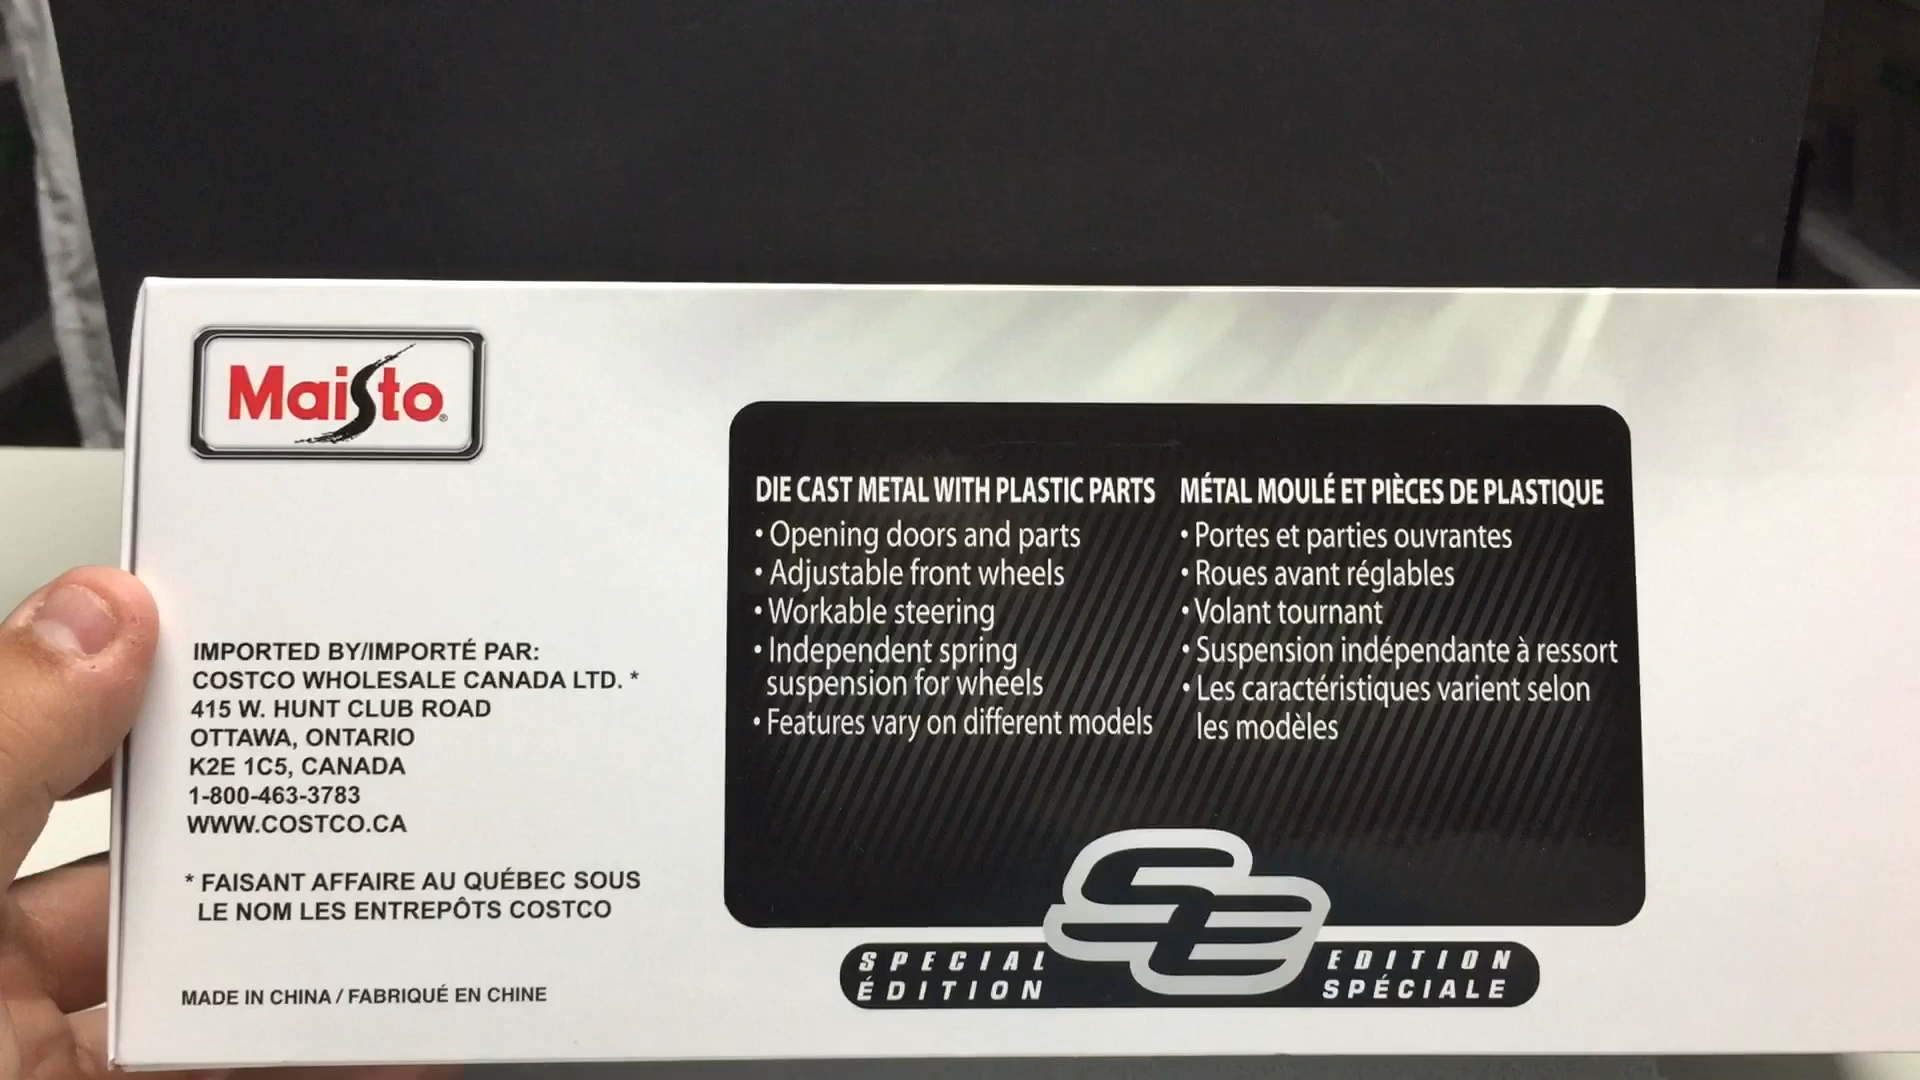 Maisto®
IMPORTED BY/IMPORTÉ PAR:
COSTCO WHOLESALE CANADA LTD. *
415 W. HUNT CLUB ROAD
OTTAWA, ONTARIO
K2E 1C5, CANADA
1-800-463-3783
WWW.COSTCO.CA
* FAISANT AFFAIRE AU QUÉBEC SOUS
LE NOM LES ENTREPÔTS COSTCO
MADE IN CHINA / FABRIQUÉ EN CHINE
DIE CAST METAL WITH PLASTIC PARTS
• Opening doors and parts
• Adjustable front wheels
• Workable steering
• Independent spring
suspension for wheels
• Features vary on different models
MÉTAL MOULÉ ET PIÈCES DE PLASTIQUE
• Portes et parties ouvrantes
• Roues avant réglables
• Volant tournant
• Suspension indépendante à ressort
• Les caractéristiques varient selon
les modèles
SE
SPECIAL EDITION
ÉDITION SPÉCIALE